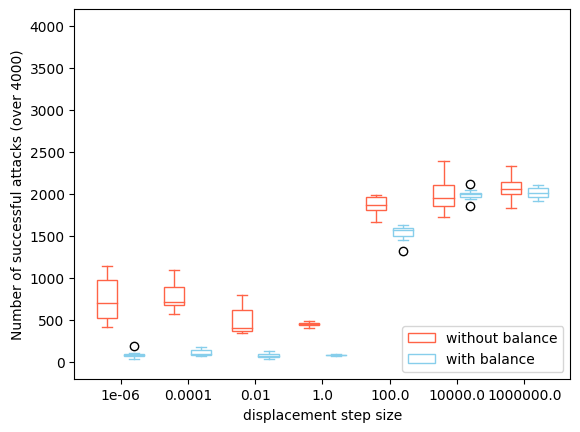 Number of successful attacks (over 4000)
4000
3500
3000
2500
2000
1500
1000
500
0
1e-06 0.0001 0.01 1.0 100.0 10000.0 1000000.0
displacement step size
without balance
with balance